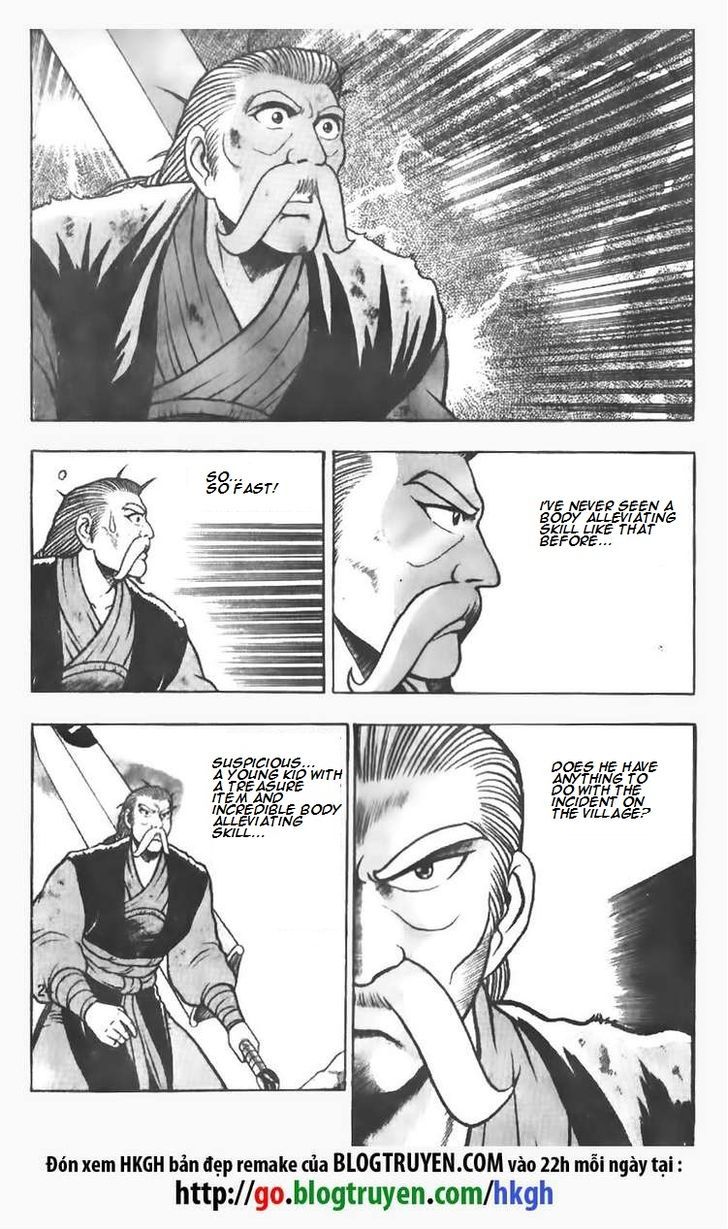 SO...
SO FAST!
I'VE NEVER SEEN A
BODY ALLEVIATING
SKILL LIKE THAT
BEFORE...
SUSPICIOUS...
A YOUNG KID WITH
A TREASURE
ITEM AND
INCREDIBLE BODY
ALLEVIATING
SKILL...
DOES HE HAVE
ANYTHING TO
DO WITH THE
INCIDENT ON
THE VILLAGE?
Đón xem HKGH bản đẹp remake của BLOGTRUYEN.COM vào 22h mỗi ngày tại :
http://go.blogtruyen.com/hkgh